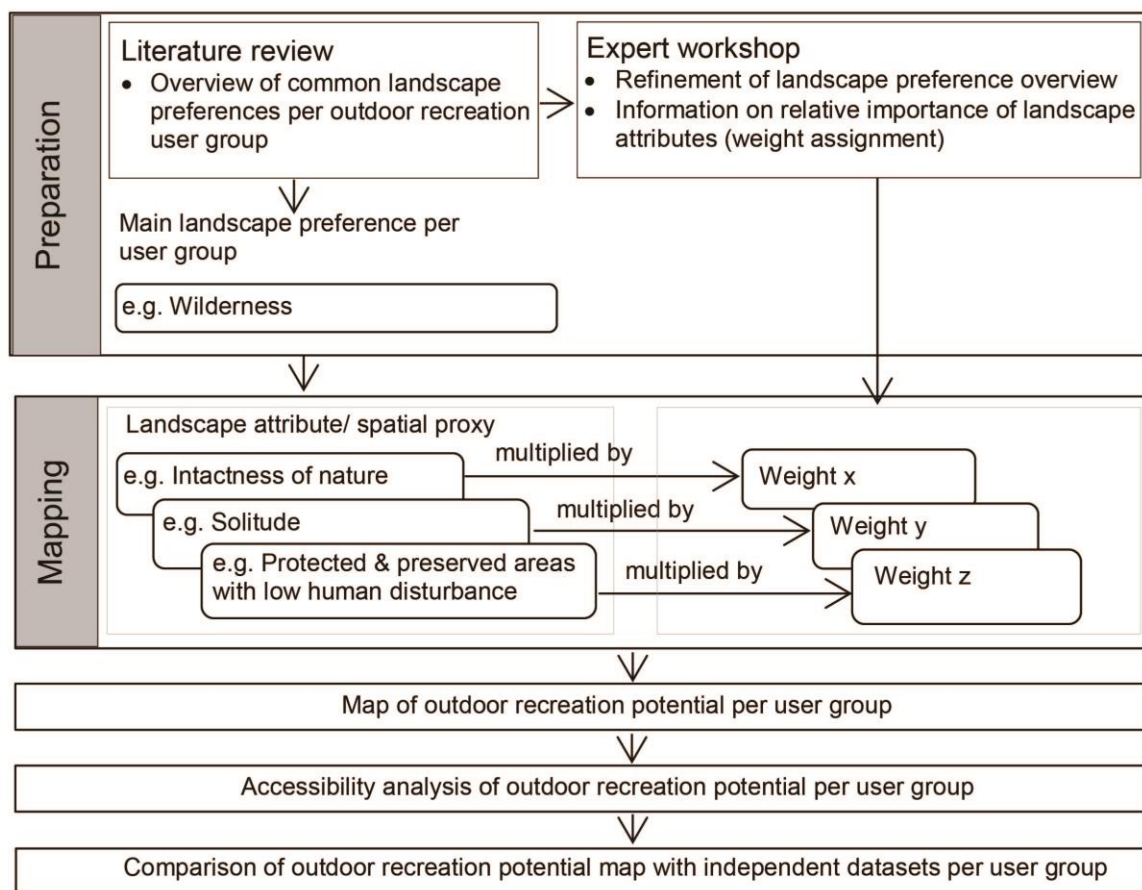 Preparation
Literature review
• Overview of common landscape
preferences per outdoor recreation
user group
Expert workshop
• Refinement of landscape preference overview
• Information on relative importance of landscape
attributes (weight assignment)
Main landscape preference per
user group
e.g. Wilderness
Mapping
Landscape attribute/ spatial proxy
e.g. Intactness of nature
multiplied by
Weight x
e.g. Solitude
multiplied by
Weight y
e.g. Protected & preserved areas
with low human disturbance
multiplied by
Weight z
Map of outdoor recreation potential per user group
Accessibility analysis of outdoor recreation potential per user group
Comparison of outdoor recreation potential map with independent datasets per user group